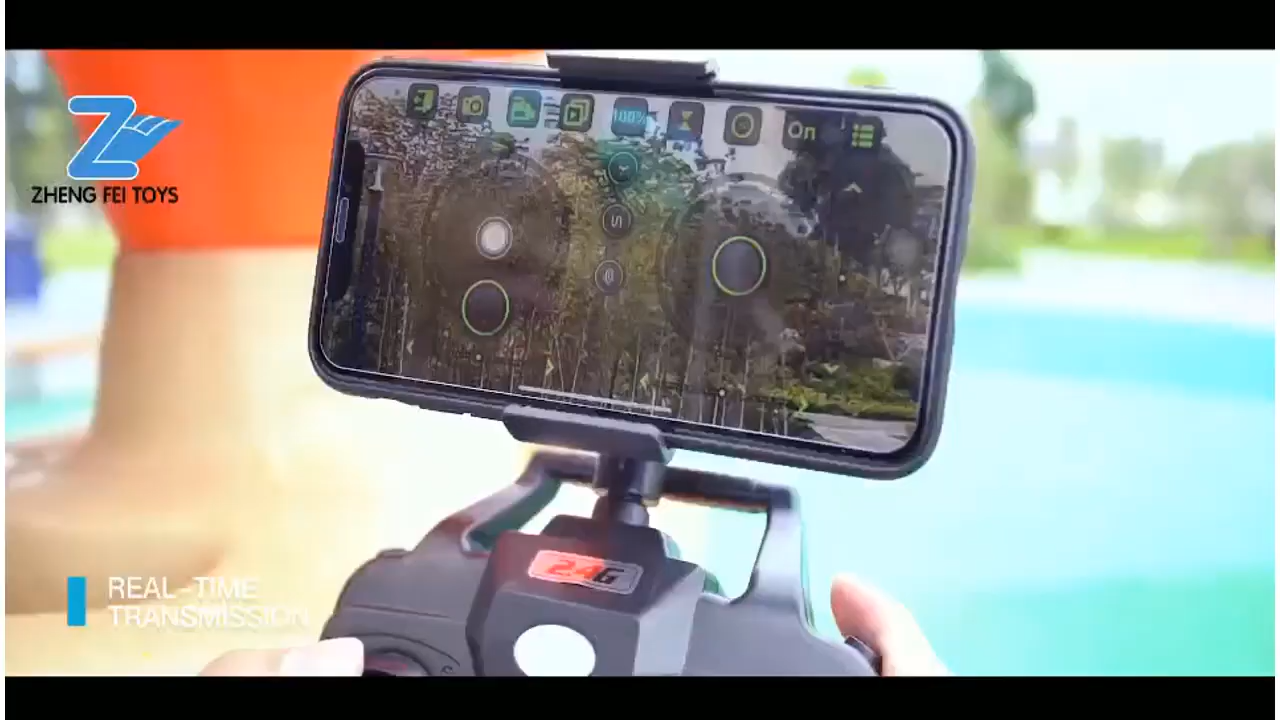 ZHENG FEI TOYS
100%
On
2.4G
REAL-TIME
TRANSMISSION